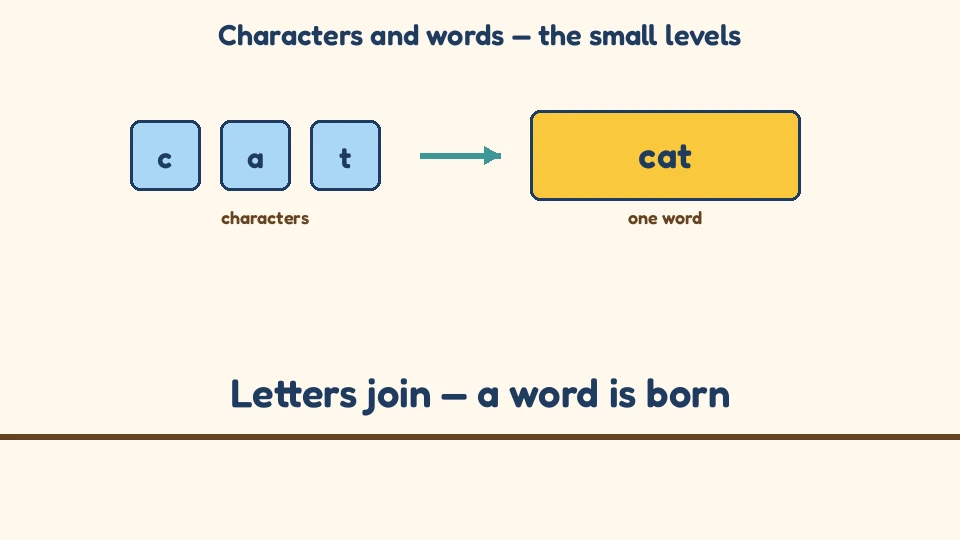 Characters and words — the small levels
c a t
cat
characters
one word
Letters join — a word is born